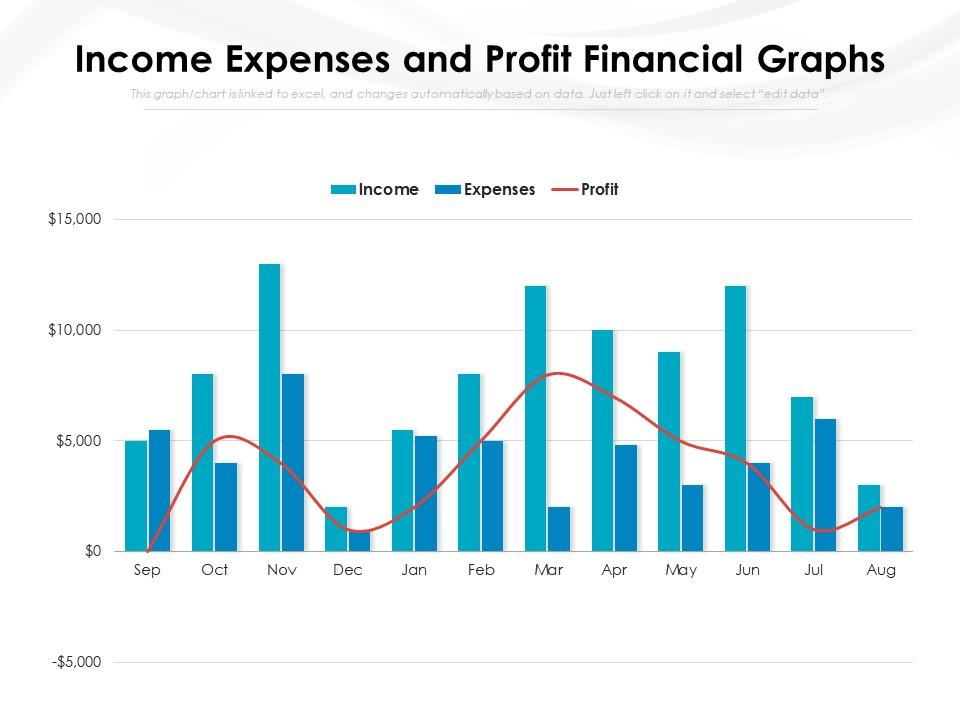 Income Expenses and Profit Financial Graphs
This graph/chart is linked to excel, and changes automatically based on data. Just left click on it and select “edit data”.
Income Expenses Profit
$15,000
$10,000
$5,000
$0
Sep Oct Nov Dec Jan Feb Mar Apr May Jun Jul Aug
-$5,000